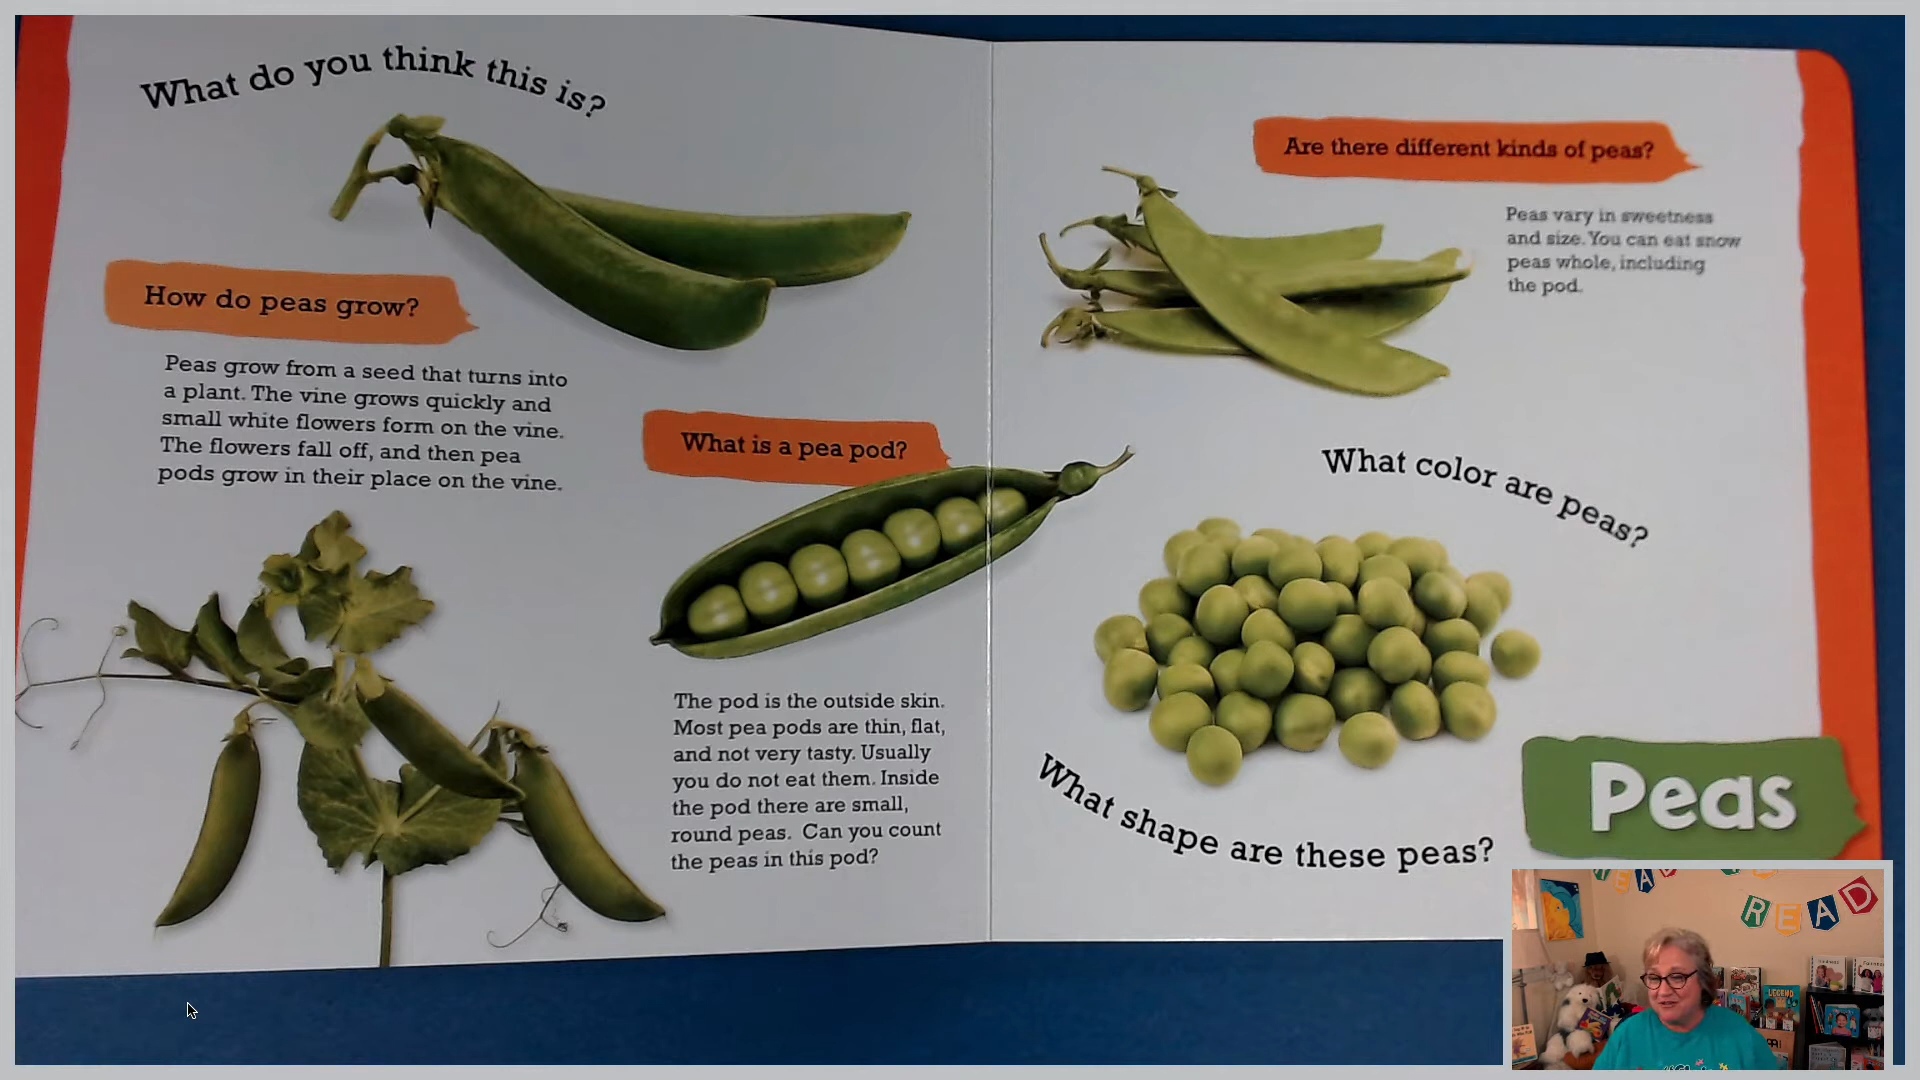 What do you think this is?
How do peas grow?
Peas grow from a seed that turns into
a plant. The vine grows quickly and
small white flowers form on the vine.
The flowers fall off, and then pea
pods grow in their place on the vine.
What is a pea pod?
The pod is the outside skin.
Most pea pods are thin, flat,
and not very tasty. Usually
you do not eat them. Inside
the pod there are small,
round peas. Can you count
the peas in this pod?
Are there different kinds of peas?
Peas vary in sweetness
and size. You can eat snow
peas whole, including
the pod.
What color are peas?
What shape are these peas?
Peas
READ
LEGEND